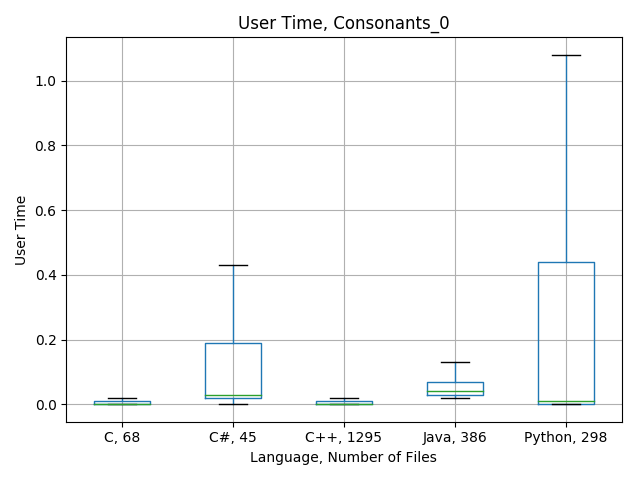 User Time, Consonants_0
User Time
1.0
0.8
0.6
0.4
0.2
0.0
C, 68
C#, 45
C++, 1295
Java, 386
Python, 298
Language, Number of Files